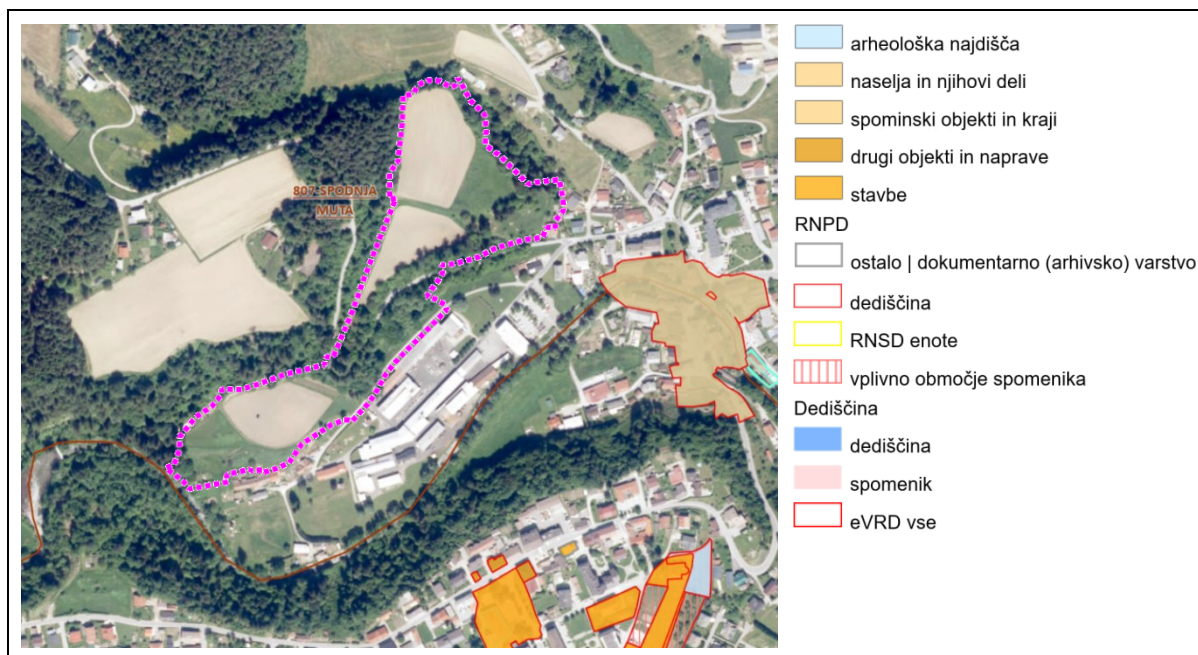 807 SPODNJA
MUTA
arheološka najdišča
naselja in njihovi deli
spominski objekti in kraji
drugi objekti in naprave
stavbe
RNPD
ostalo | dokumentarno (arhivsko) varstvo
dediščina
RNSD enote
vplivno območje spomenika
Dediščina
dediščina
spomenik
eVRD vse